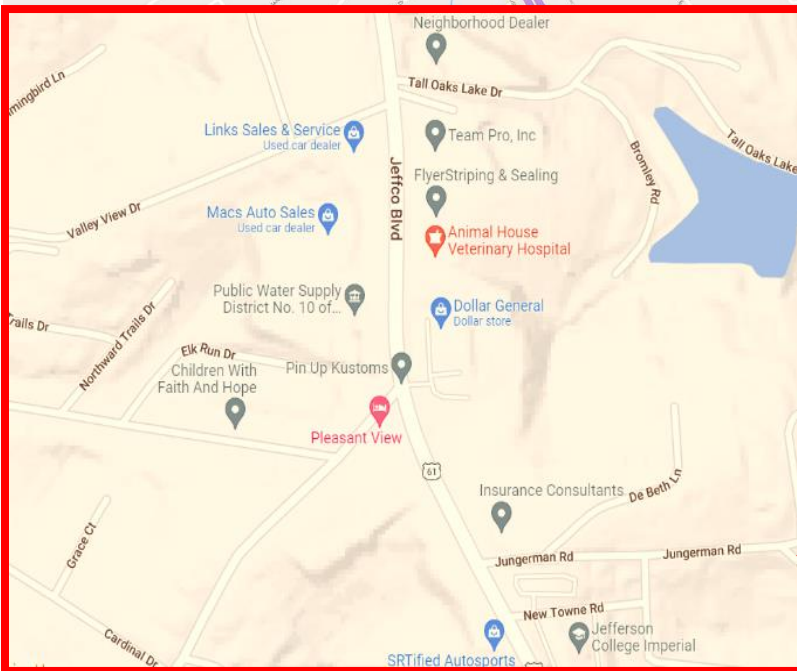 Neighborhood Dealer
mingbird Ln
Tall Oaks Lake Dr
Links Sales & Service
Used car dealer
Team Pro, Inc
Tall Oaks Lake
Bromley Rd
Jeffco Blvd
FlyerStriping & Sealing
Valley View Dr
Macs Auto Sales
Used car dealer
Animal House
Veterinary Hospital
Public Water Supply
District No. 10 of...
Dollar General
Dollar store
rails Dr
Northward Trails Dr
Elk Run Dr
Pin Up Kustoms
Children With
Faith And Hope
Pleasant View
61
Insurance Consultants
De Beth Ln
Grace Ct
Jungerman Rd
Jungerman Rd
New Towne Rd
Cardinal Dr
Jefferson
College Imperial
SRTified Autosports